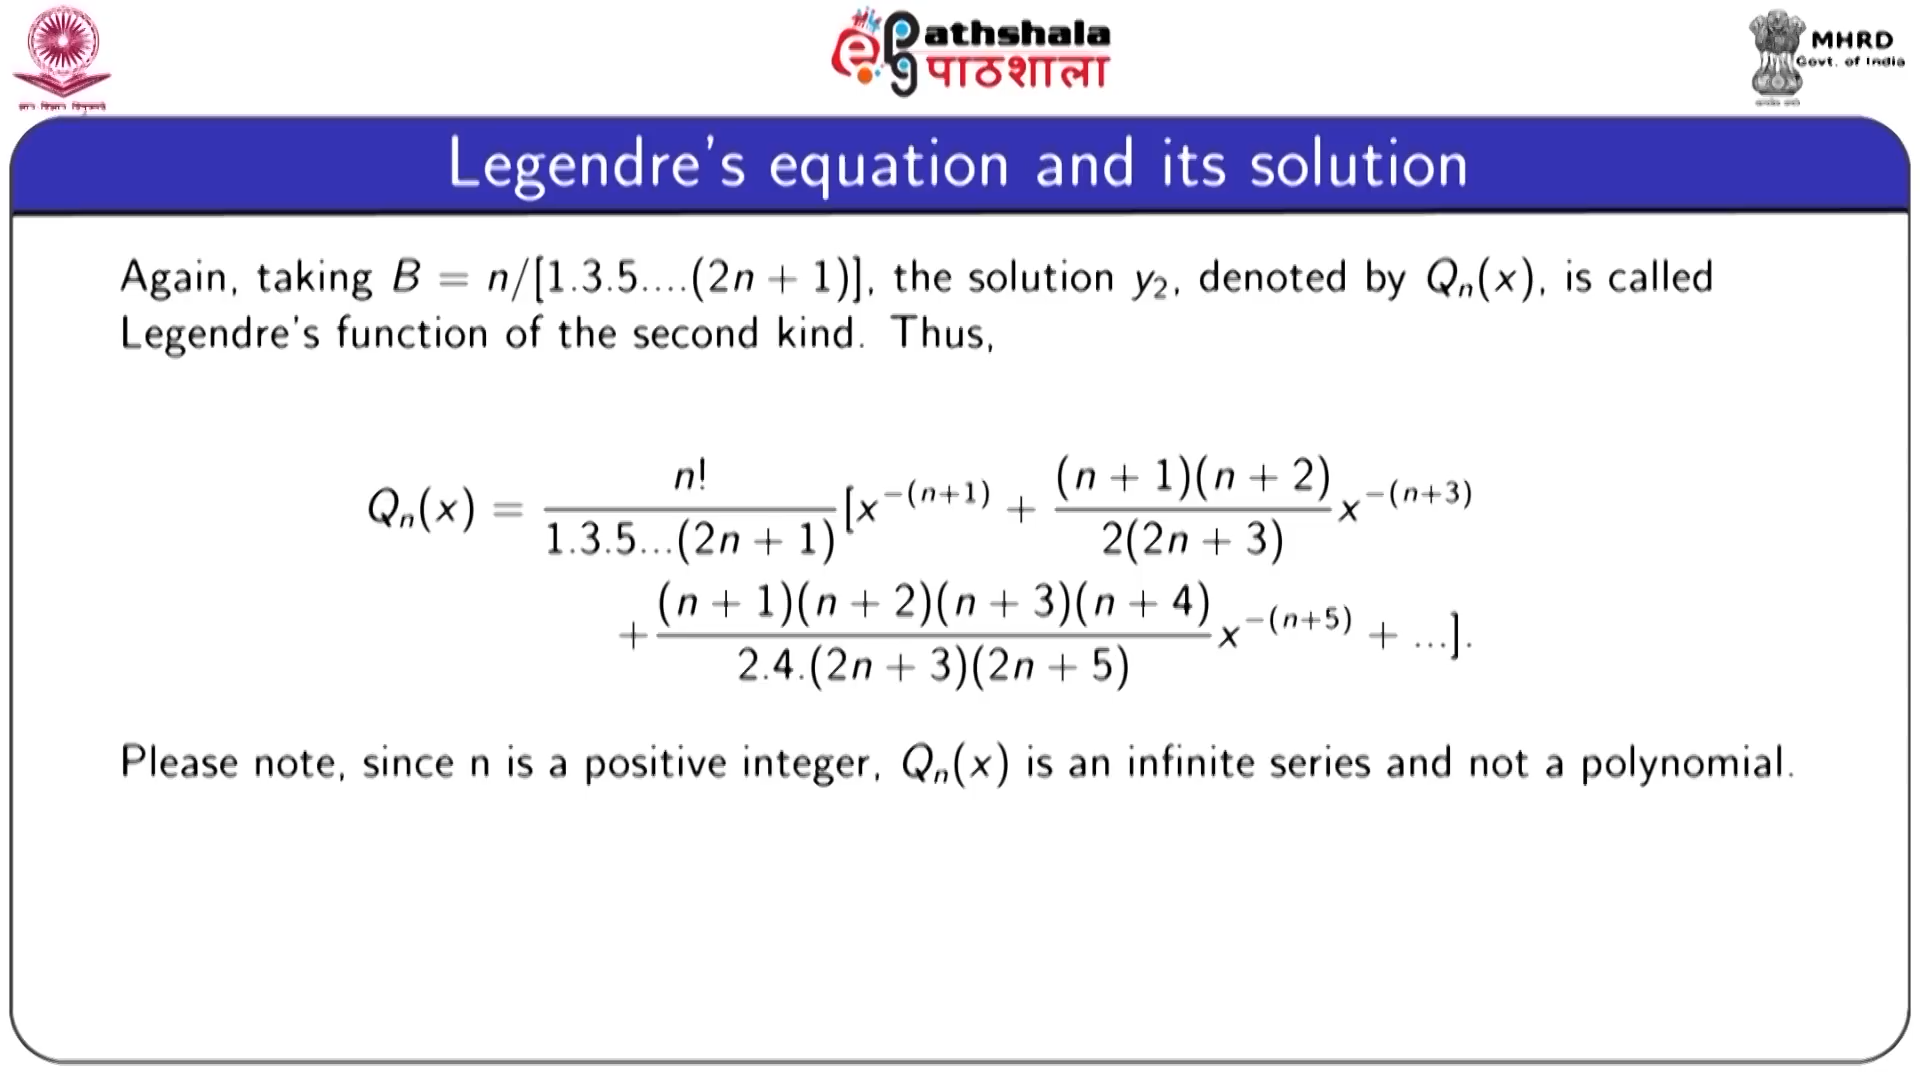 athshala
पाठशाला
MHRD
Govt. of India
Legendre's equation and its solution
Again, taking B = n/[1.3.5....(2n + 1)], the solution y₂, denoted by Qₙ(x), is called
Legendre's function of the second kind. Thus,
Qₙ(x) = n!/1.3.5...(2n + 1) [x^−(n+1) + (n + 1)(n + 2)/2(2n + 3) x^−(n+3)
+ (n + 1)(n + 2)(n + 3)(n + 4)/2.4.(2n + 3)(2n + 5) x^−(n+5) + ...].
Please note, since n is a positive integer, Qₙ(x) is an infinite series and not a polynomial.